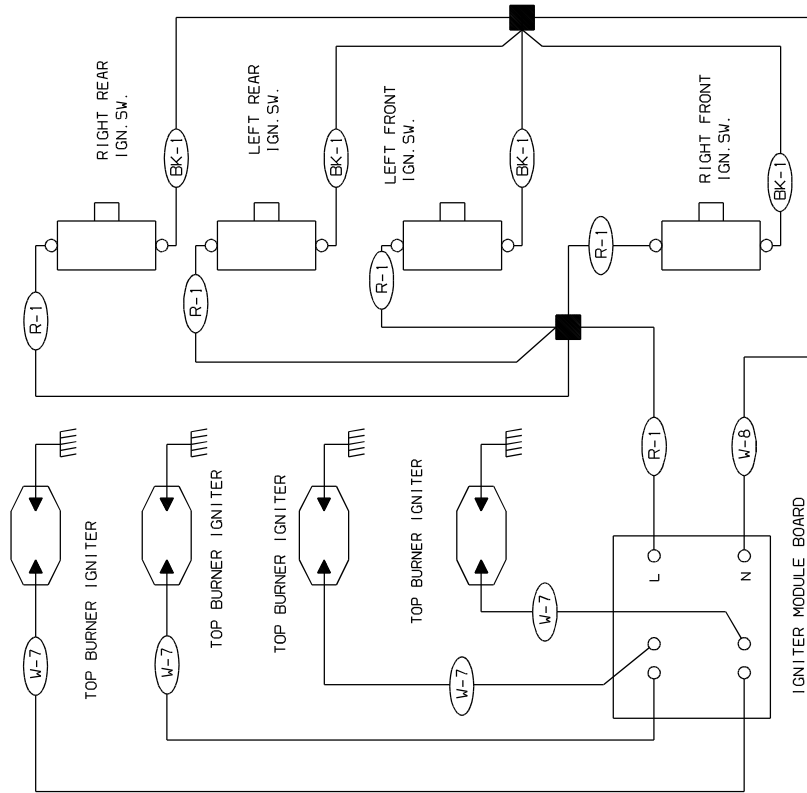 RIGHT REAR
IGN.SW.
LEFT REAR
IGN.SW.
LEFT FRONT
IGN.SW.
RIGHT FRONT
IGN.SW.
BK-1
BK-1
BK-1
BK-1
R-1
R-1
R-1
R-1
R-1
W-8
TOP BURNER IGNITER
TOP BURNER IGNITER
TOP BURNER IGNITER
TOP BURNER IGNITER
W-7
W-7
W-7
W-7
L
N
IGNITER MODULE BOARD